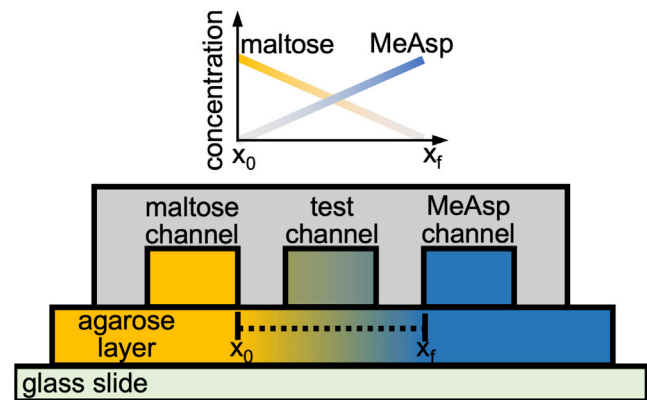 maltose MeAsp
concentration
x0 xf
maltose channel
test channel
MeAsp channel
agarose layer
x0 xf
glass slide